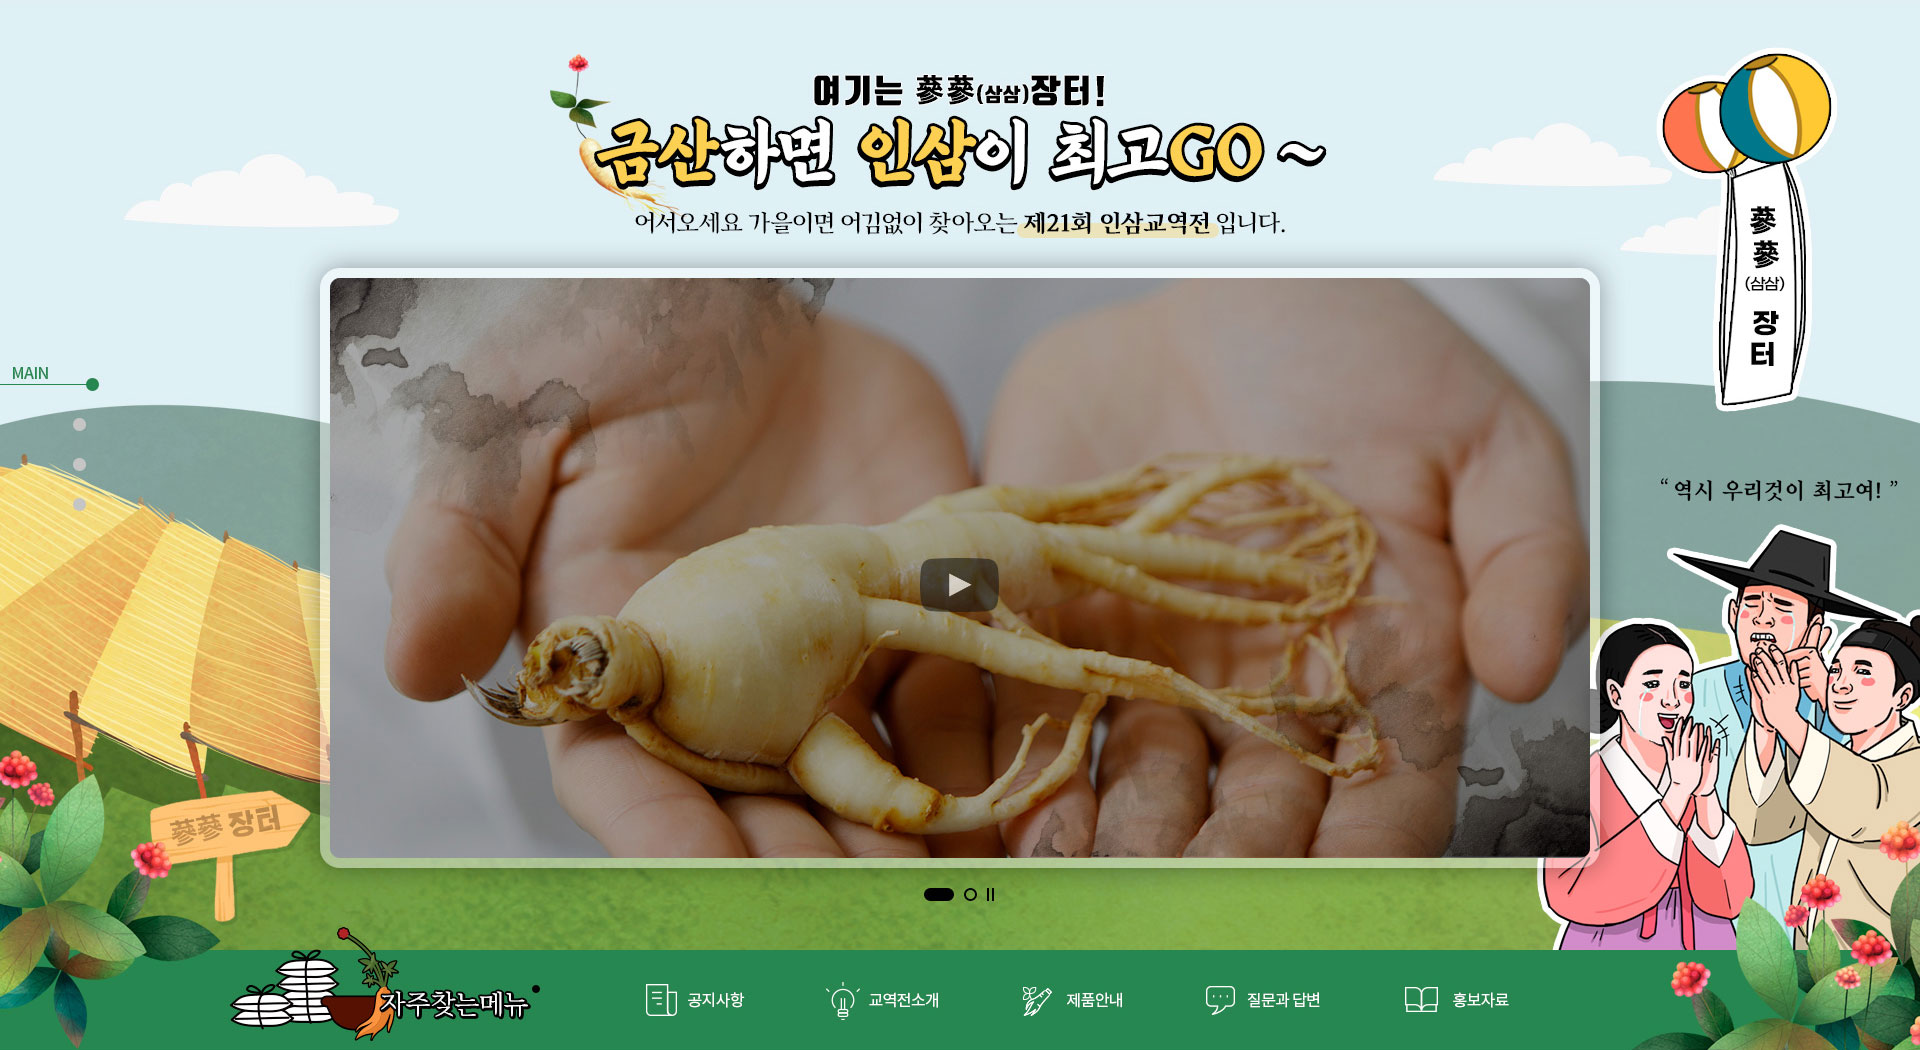 여기는 蔘蔘(삼삼)장터!
금산하면 인삼이 최고GO ~
어서오세요 가을이면 어김없이 찾아오는 제21회 인삼교역전 입니다.
蔘
蔘
(삼삼)
장
터
MAIN
“ 역시 우리것이 최고여! ”
蔘蔘 장터
자주찾는메뉴
공지사항
교역전소개
제품안내
질문과 답변
홍보자료